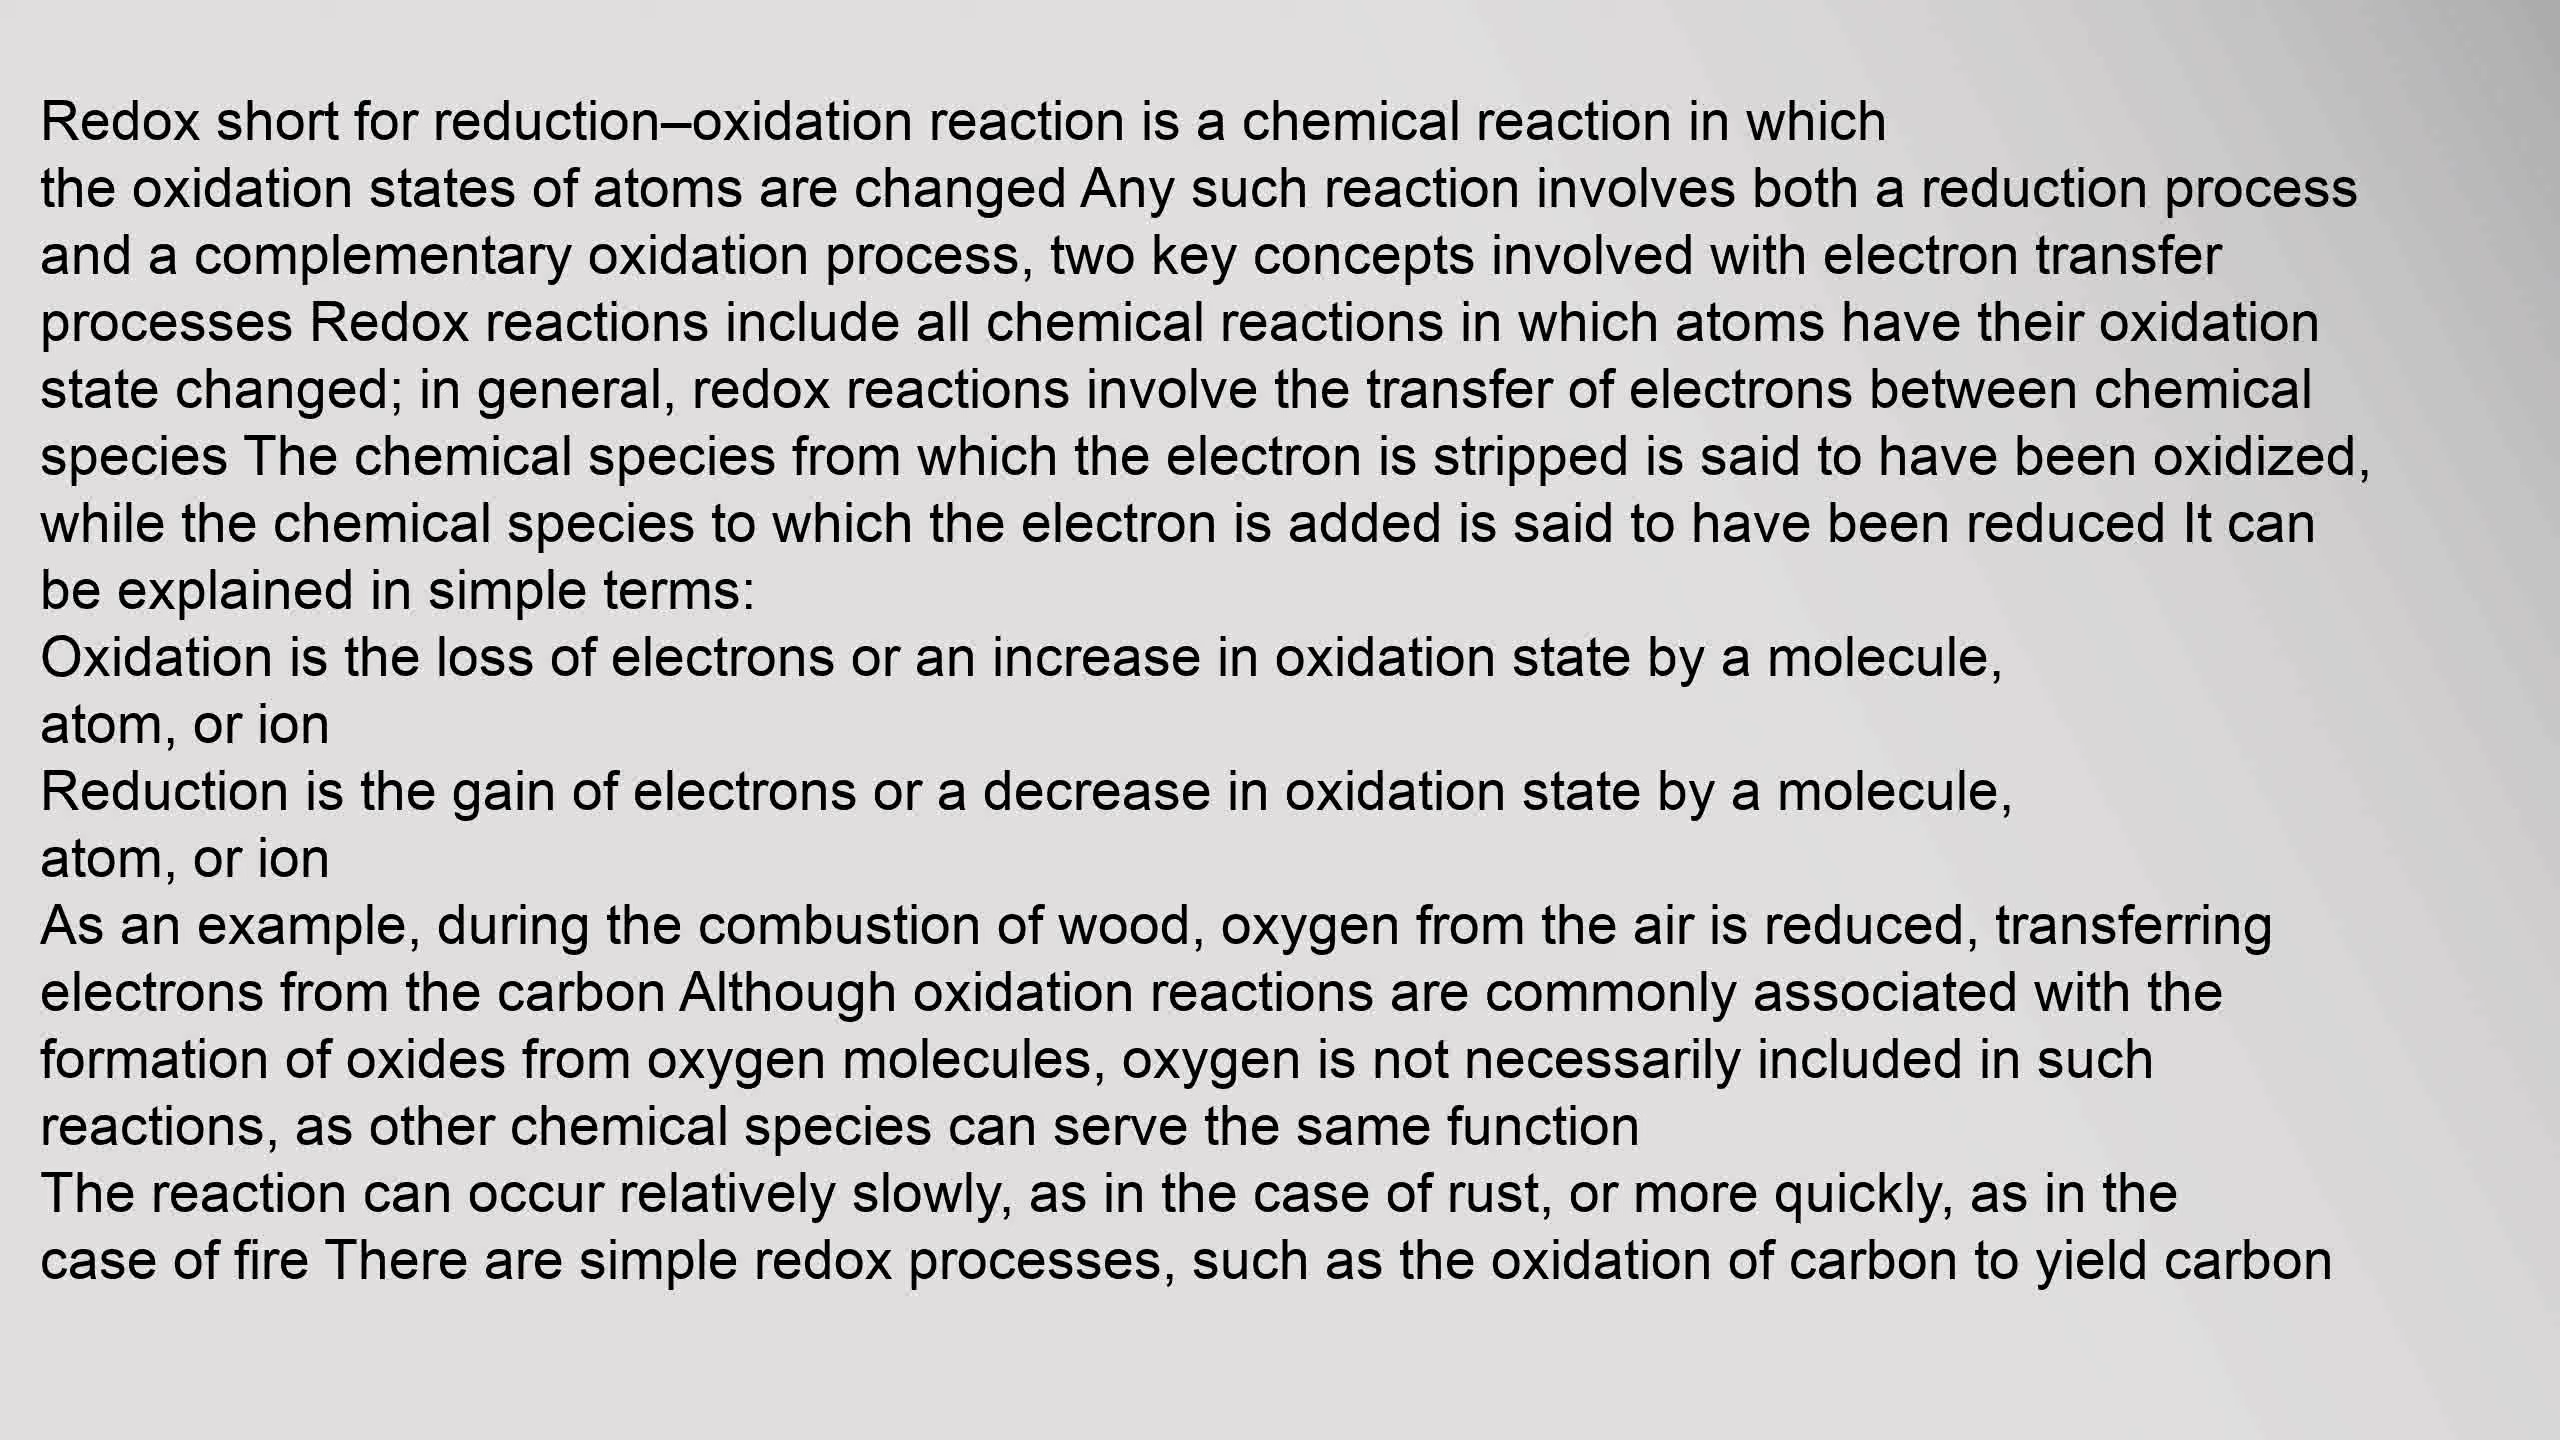 Redox short for reduction–oxidation reaction is a chemical reaction in which
the oxidation states of atoms are changed Any such reaction involves both a reduction process
and a complementary oxidation process, two key concepts involved with electron transfer
processes Redox reactions include all chemical reactions in which atoms have their oxidation
state changed; in general, redox reactions involve the transfer of electrons between chemical
species The chemical species from which the electron is stripped is said to have been oxidized,
while the chemical species to which the electron is added is said to have been reduced It can
be explained in simple terms:
Oxidation is the loss of electrons or an increase in oxidation state by a molecule,
atom, or ion
Reduction is the gain of electrons or a decrease in oxidation state by a molecule,
atom, or ion
As an example, during the combustion of wood, oxygen from the air is reduced, transferring
electrons from the carbon Although oxidation reactions are commonly associated with the
formation of oxides from oxygen molecules, oxygen is not necessarily included in such
reactions, as other chemical species can serve the same function
The reaction can occur relatively slowly, as in the case of rust, or more quickly, as in the
case of fire There are simple redox processes, such as the oxidation of carbon to yield carbon